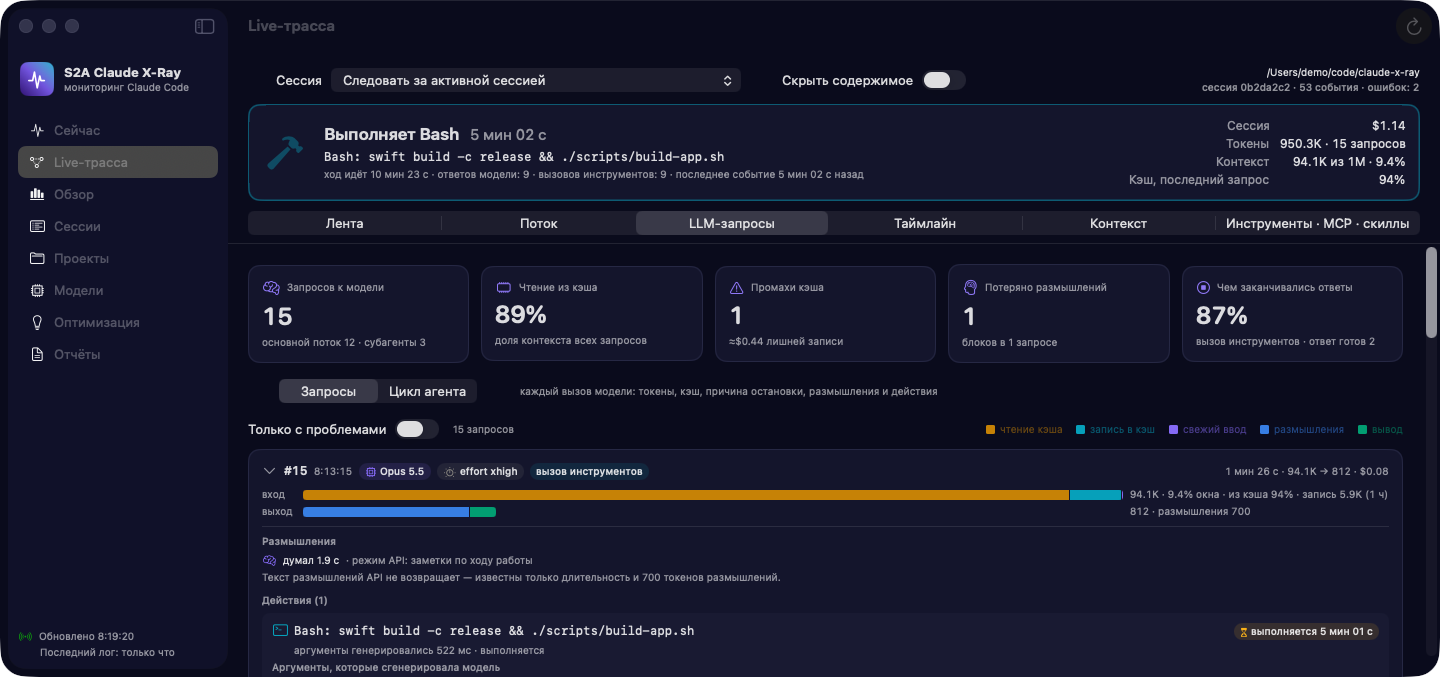 Live-трасса
S2A Claude X-Ray
мониторинг Claude Code
Сейчас
Live-трасса
Обзор
Сессии
Проекты
Модели
Оптимизация
Отчёты
Обновлено 8:19:20
Последний лог: только что
Сессия
Следовать за активной сессией
Скрыть содержимое
/Users/demo/code/claude-x-ray
сессия 0b2da2c2 · 53 события · ошибок: 2
Выполняет Bash 5 мин 02 с
Bash: swift build -c release && ./scripts/build-app.sh
ход идёт 10 мин 23 с · ответов модели: 9 · вызовов инструментов: 9 · последнее событие 5 мин 02 с назад
Сессия $1.14
Токены 950.3K · 15 запросов
Контекст 94.1K из 1M · 9.4%
Кэш, последний запрос 94%
Лента Поток LLM-запросы Таймлайн Контекст Инструменты · MCP · скиллы
Запросов к модели
15
основной поток 12 · субагенты 3
Чтение из кэша
89%
доля контекста всех запросов
Промахи кэша
1
≈$0.44 лишней записи
Потеряно размышлений
1
блоков в 1 запросе
Чем заканчивались ответы
87%
вызов инструментов · ответ готов 2
Запросы Цикл агента каждый вызов модели: токены, кэш, причина остановки, размышления и действия
Только с проблемами 15 запросов
чтение кэша запись в кэш свежий ввод размышления вывод
#15 8:13:15 Opus 5.5 effort xhigh вызов инструментов 1 мин 26 с · 94.1K → 812 · $0.08
вход 94.1K · 9.4% окна · из кэша 94% · запись 5.9K (1 ч)
выход 812 · размышления 700
Размышления
думал 1.9 с · режим API: заметки по ходу работы
Текст размышлений API не возвращает — известны только длительность и 700 токенов размышлений.
Действия (1)
Bash: swift build -c release && ./scripts/build-app.sh
выполняется 5 мин 01 с
аргументы генерировались 522 мс · выполняется
Аргументы, которые сгенерировала модель